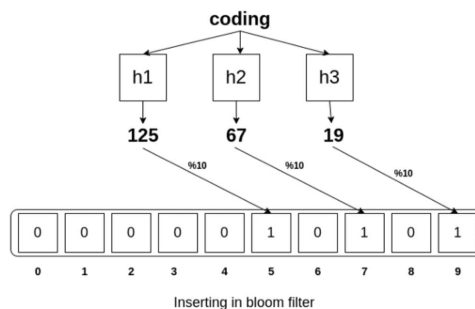 coding
h1 h2 h3
125 67 19
%10 %10 %10
0 0 0 0 0 1 0 1 0 1
0 1 2 3 4 5 6 7 8 9
Inserting in bloom filter